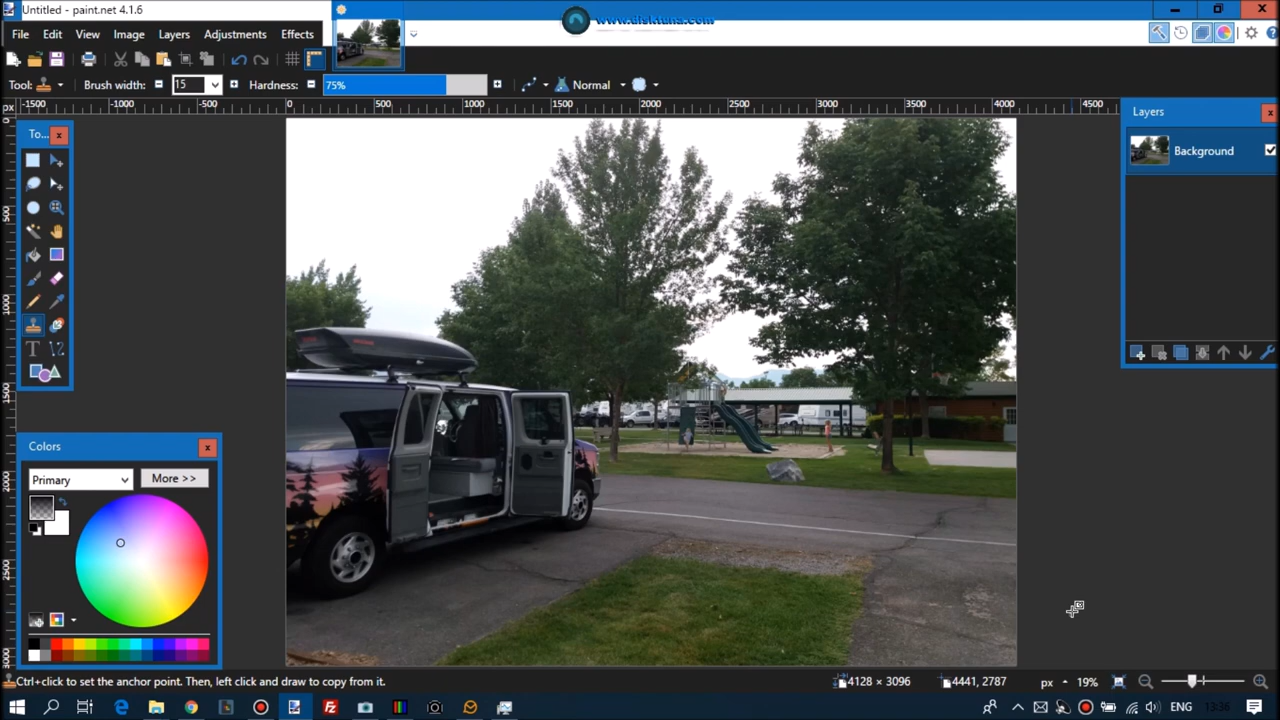 Untitled - paint.net 4.1.6
www.disktuna.com
File Edit View Image Layers Adjustments Effects
Tool: Brush width: 15 Hardness: 75% Normal
px -1500 -1000 -500 0 500 1000 1500 2000 2500 3000 3500 4000 4500
To...
Layers
Background
Colors
Primary
More >>
Ctrl+click to set the anchor point. Then, left click and draw to copy from it.
4128 × 3096
4441, 2787
px
19%
ENG
13:36